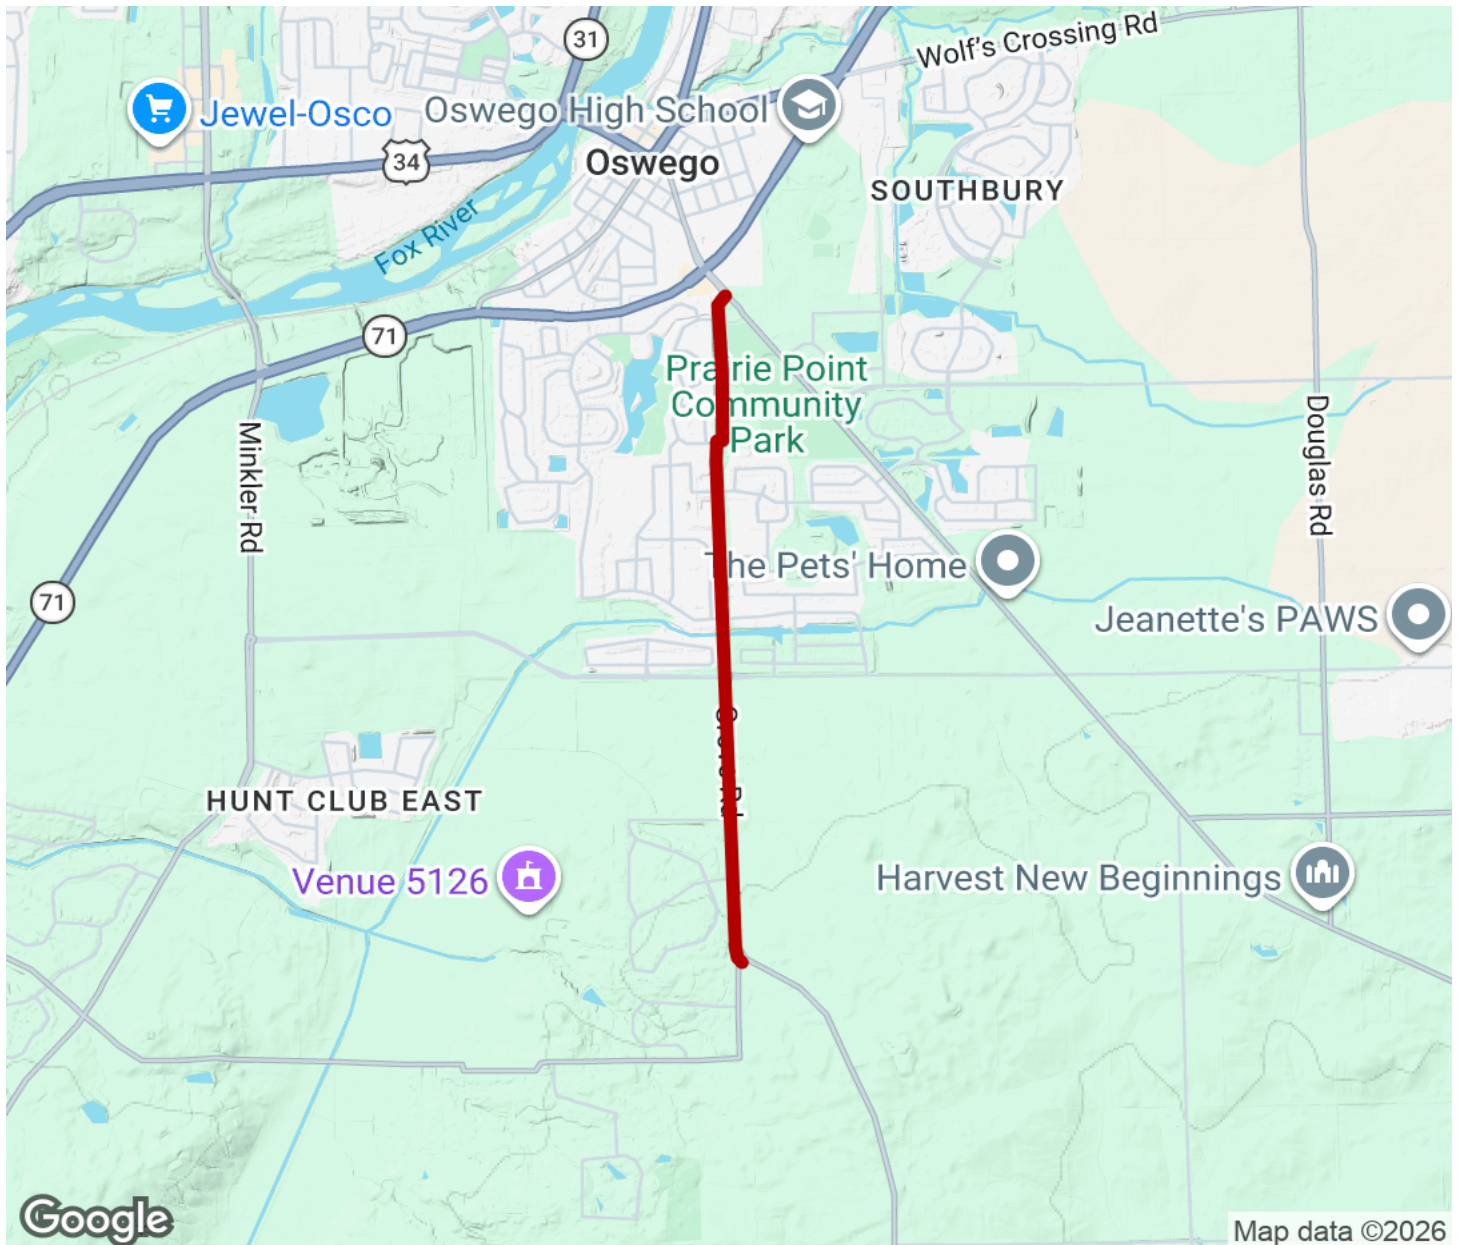 31
Wolf's Crossing Rd
Jewel-Osco
Oswego High School
34
Oswego
SOUTHBURY
Fox River
71
Prairie Point
Community
Park
Minkler Rd
Douglas Rd
The Pets' Home
71
Jeanette's PAWS
Rd
HUNT CLUB EAST
Venue 5126
Harvest New Beginnings
Google
Map data ©2026